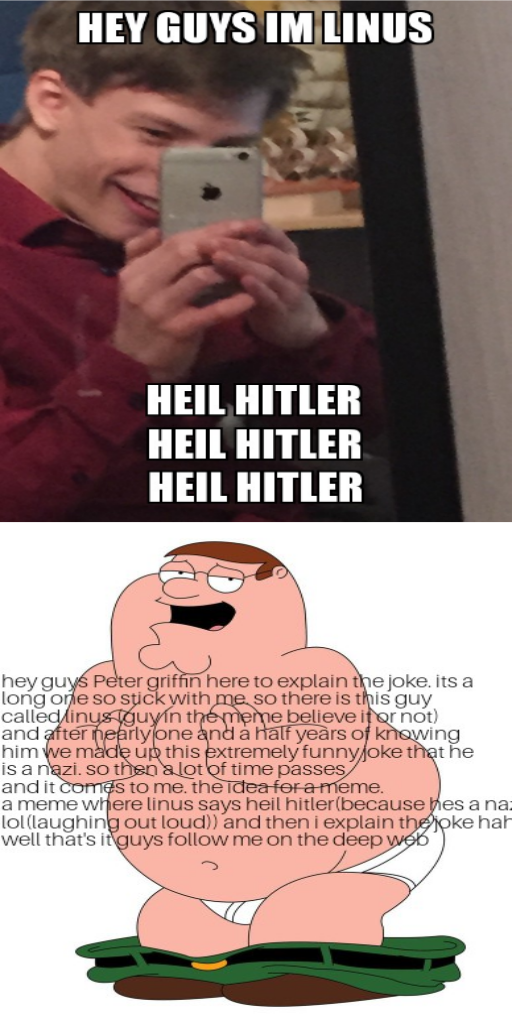 HEY GUYS IM LINUS
HEIL HITLER
HEIL HITLER
HEIL HITLER
hey guys Peter griffin here to explain the joke. its a
long one so stick with me. so there is this guy
called linus (guy in the meme believe it or not)
and after nearly one and a half years of knowing
him we made up this extremely funny joke that he
is a nazi. so then a lot of time passes
and it comes to me. the idea for a meme.
a meme where linus says heil hitler(because hes a
lol(laughing out loud)) and then i explain the joke
well that's it guys follow me on the deep web